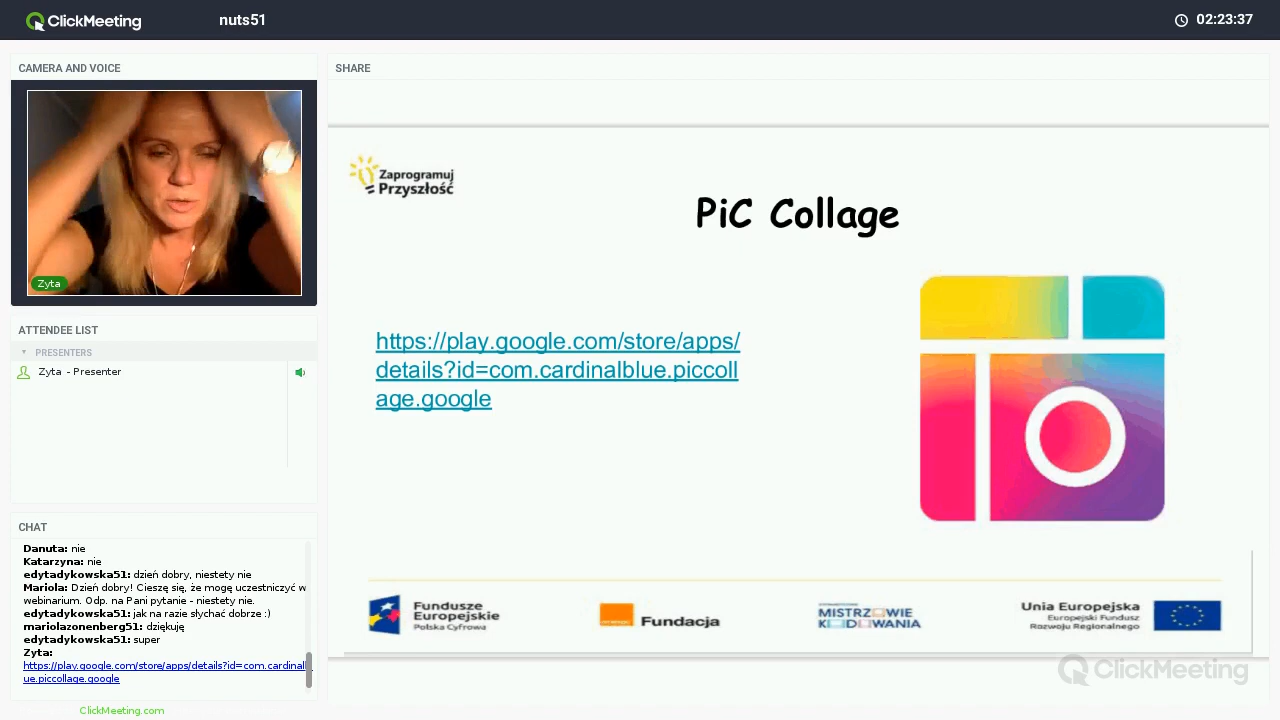 ClickMeeting
nuts51
02:23:37
CAMERA AND VOICE
Zyta
ATTENDEE LIST
PRESENTERS
Zyta - Presenter
CHAT
Danuta: nie
Katarzyna: nie
edytadykowska51: dzień dobry, niestety nie
Mariola: Dzień dobry! Cieszę się, że mogę uczestniczyć w
webinarium. Odp. na Pani pytanie - niestety nie.
edytadykowska51: jak na razie słychać dobrze :)
mariolazonenberg51: dziękuję
edytadykowska51: super
Zyta:
https://play.google.com/store/apps/details?id=com.cardinalbl
ue.piccollage.google
ClickMeeting.com
SHARE
Zaprogramuj
Przyszłość
PiC Collage
https://play.google.com/store/apps/
details?id=com.cardinalblue.piccoll
age.google
Fundusze
Europejskie
Polska Cyfrowa
Fundacja
MISTRZOWIE
KODOWANIA
Unia Europejska
Europejski Fundusz
Rozwoju Regionalnego
ClickMeeting